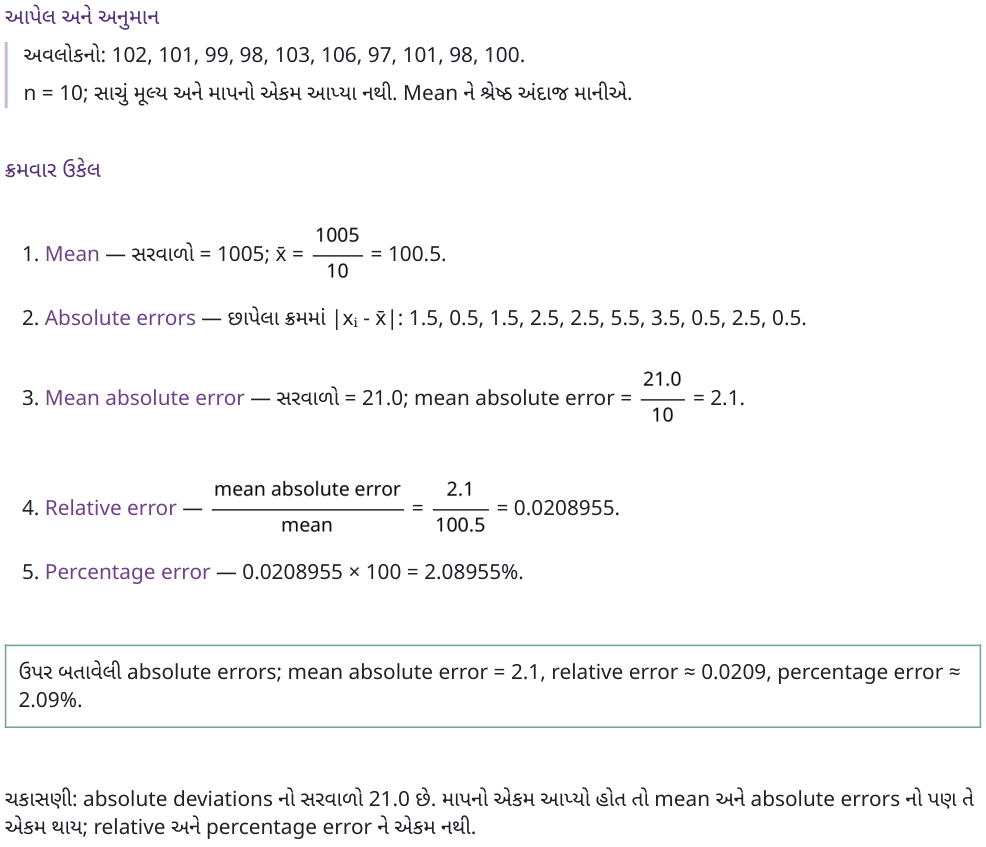 આપેલ અને અનુમાન
અવલોકનો: 102, 101, 99, 98, 103, 106, 97, 101, 98, 100.
n = 10; સાચું મૂલ્ય અને માપનો એકમ આપ્યા નથી. Mean ને શ્રેષ્ઠ અંદાજ માનીએ.
ક્રમવાર ઉકેલ
1. Mean — સરવાળો = 1005; x̄ = 1005/10 = 100.5.
2. Absolute errors — છાપેલા ક્રમમાં |xᵢ - x̄|: 1.5, 0.5, 1.5, 2.5, 2.5, 5.5, 3.5, 0.5, 2.5, 0.5.
3. Mean absolute error — સરવાળો = 21.0; mean absolute error = 21.0/10 = 2.1.
4. Relative error — mean absolute error/mean = 2.1/100.5 = 0.0208955.
5. Percentage error — 0.0208955 × 100 = 2.08955%.
ઉપર બતાવેલી absolute errors; mean absolute error = 2.1, relative error ≈ 0.0209, percentage error ≈
2.09%.
ચકાસણી: absolute deviations નો સરવાળો 21.0 છે. માપનો એકમ આપ્યો હોત તો mean અને absolute errors નો પણ તે
એકમ થાય; relative અને percentage error ને એકમ નથી.